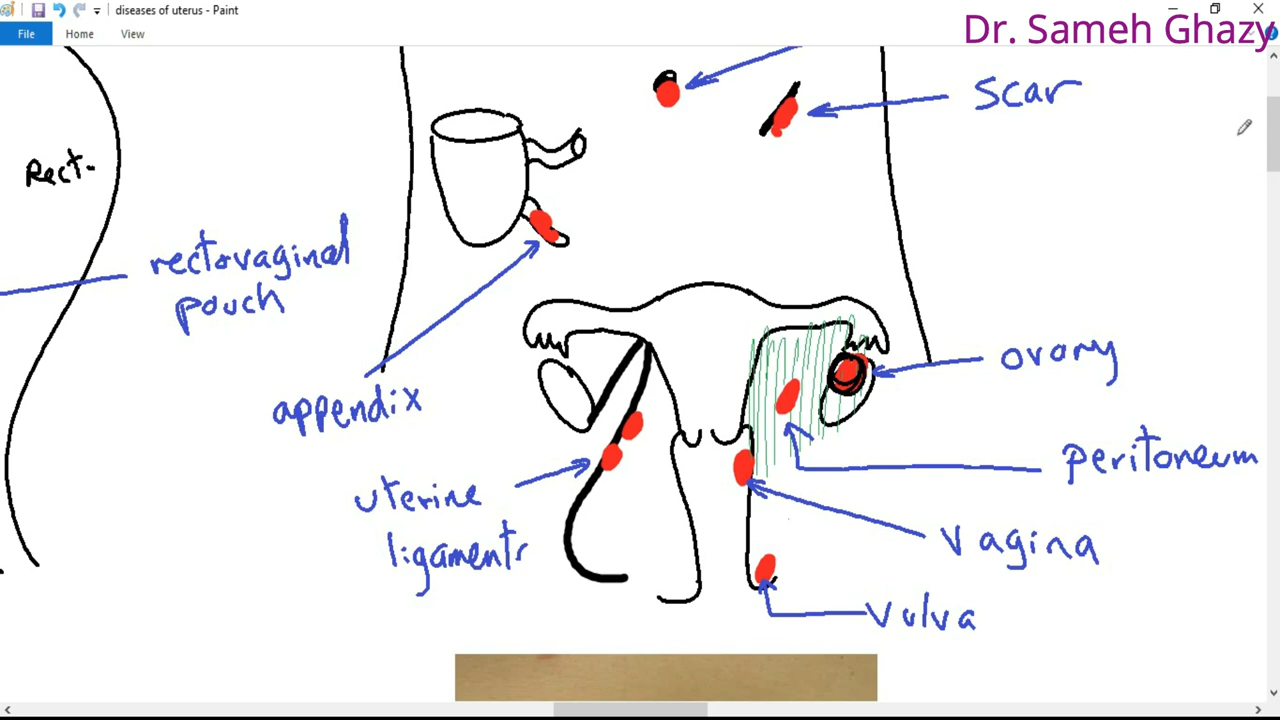 diseases of uterus - Paint
File Home View
Dr. Sameh Ghazy
scar
Rect.
rectovaginal
pouch
appendix
ovary
peritoneum
uterine
ligaments
vagina
vulva